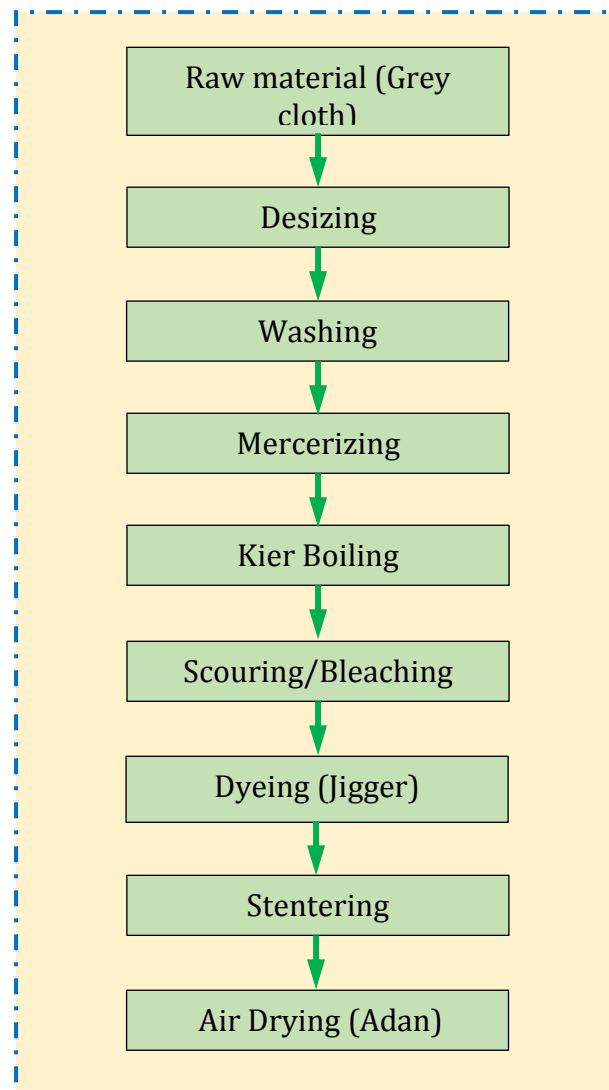 Raw material (Grey
cloth)
Desizing
Washing
Mercerizing
Kier Boiling
Scouring/Bleaching
Dyeing (Jigger)
Stentering
Air Drying (Adan)